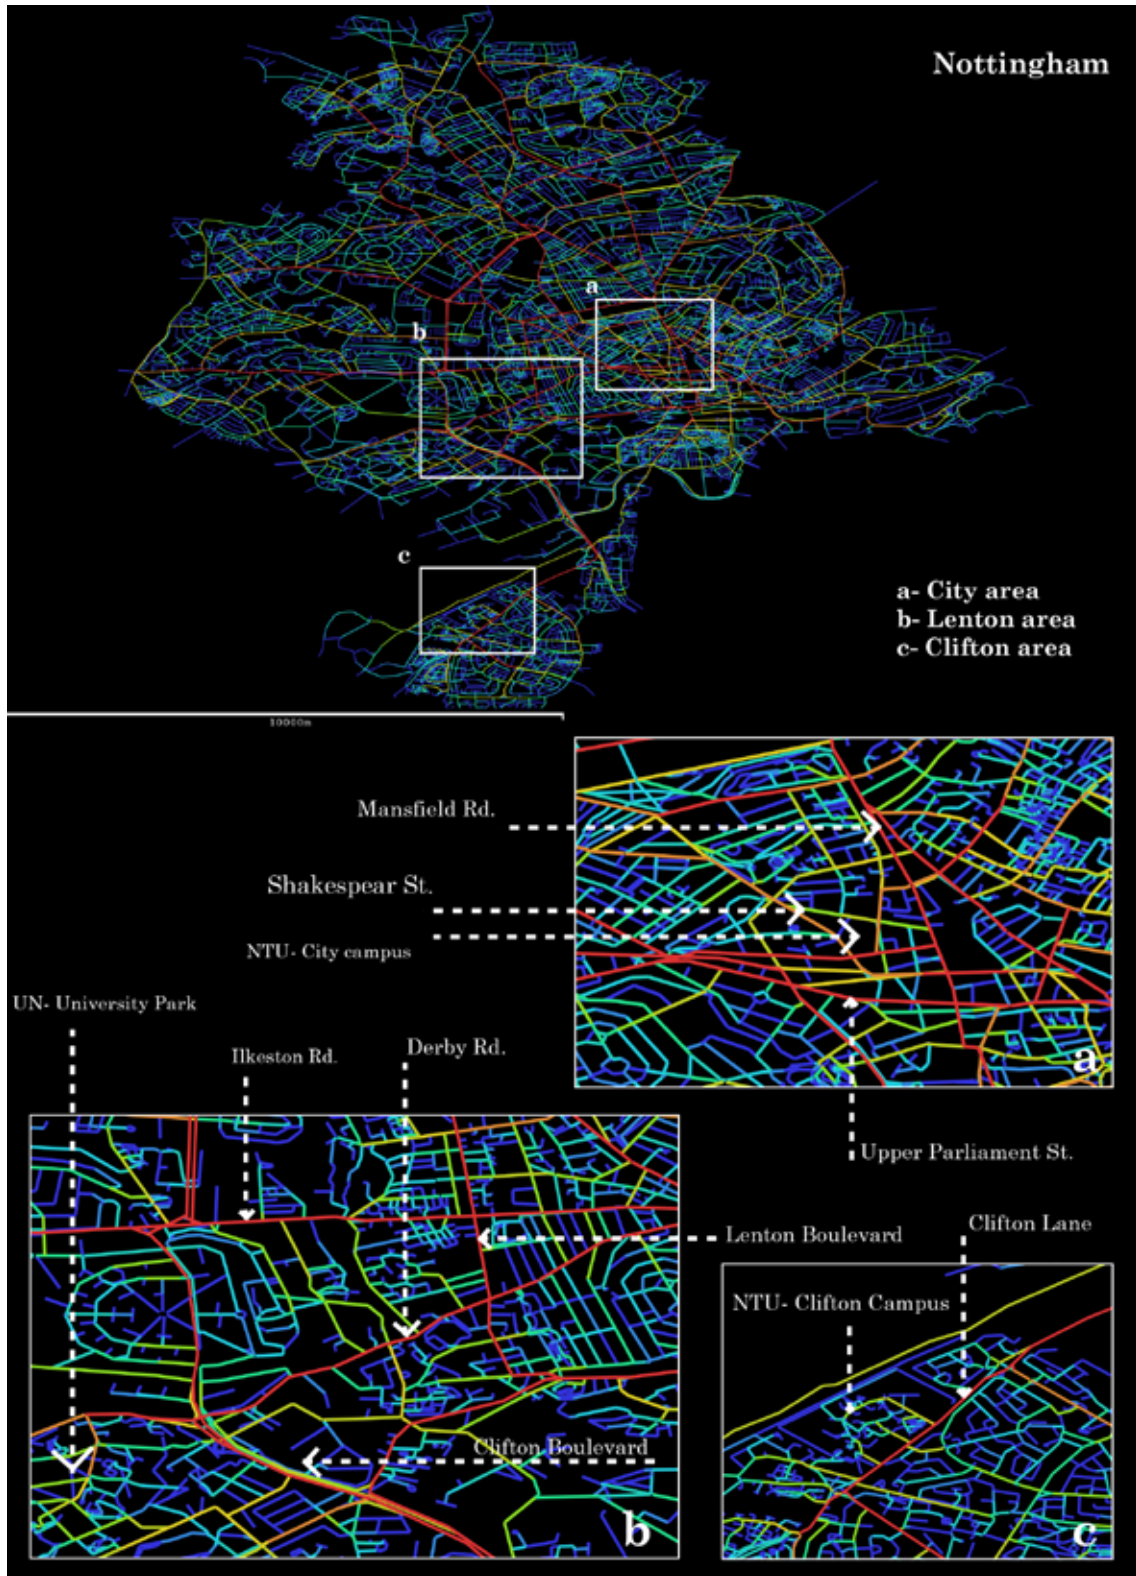 Nottingham
a
b
c
a- City area
b- Lenton area
c- Clifton area
10000m
Mansfield Rd.
Shakespear St.
NTU- City campus
UN- University Park
Ilkeston Rd.
Derby Rd.
a
Upper Parliament St.
Lenton Boulevard
Clifton Lane
NTU- Clifton Campus
Clifton Boulevard
b
c